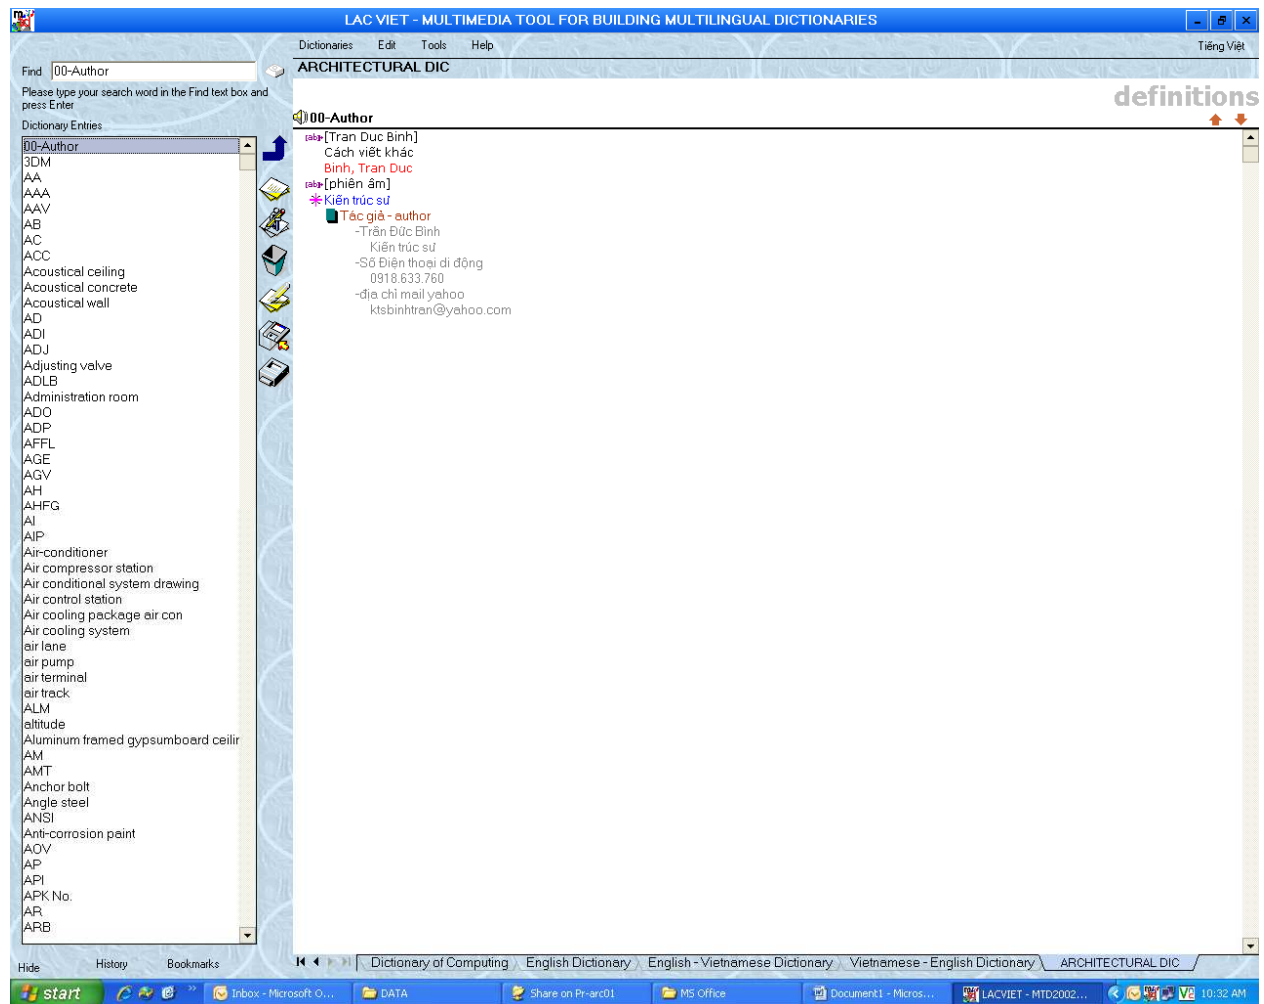 LAC VIET - MULTIMEDIA TOOL FOR BUILDING MULTILINGUAL DICTIONARIES
Dictionaries Edit Tools Help Tiếng Việt
Find 00-Author
ARCHITECTURAL DIC
Please type your search word in the Find text box and
press Enter
definitions
Dictionary Entries
00-Author
3DM
AA
AAA
AAV
AB
AC
ACC
Acoustical ceiling
Acoustical concrete
Acoustical wall
AD
ADI
ADJ
Adjusting valve
ADLB
Administration room
ADO
ADP
AFFL
AGE
AGV
AH
AHFG
AI
AIP
Air-conditioner
Air compressor station
Air conditional system drawing
Air control station
Air cooling package air con
Air cooling system
air lane
air pump
air terminal
air track
ALM
altitude
Aluminum framed gypsumboard ceilir
AM
AMT
Anchor bolt
Angle steel
ANSI
Anti-corrosion paint
AOV
AP
API
APK No.
AR
ARB
00-Author
[Tran Duc Binh]
Cách viết khác
Binh, Tran Duc
[phiên âm]
Kiến trúc sư
Tác giả - author
-Trần Đức Bình
Kiến trúc sư
-Số Điện thoại di động
0918.633.760
-địa chỉ mail yahoo
ktsbinhtran@yahoo.com
Hide History Bookmarks
Dictionary of Computing English Dictionary English - Vietnamese Dictionary Vietnamese - English Dictionary ARCHITECTURAL DIC
start Inbox - Microsoft O... DATA Share on Pr-arc01 MS Office Document1 - Micros... LACVIET - MTD2002... 10:32 AM